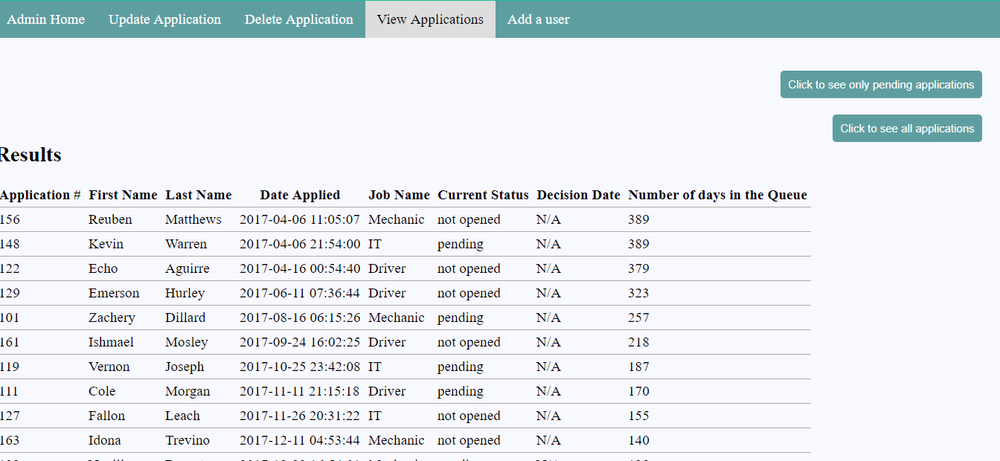 Admin Home Update Application Delete Application View Applications Add a user
Click to see only pending applications
Click to see all applications
Results
Application # First Name Last Name Date Applied Job Name Current Status Decision Date Number of days in the Queue
156 Reuben Matthews 2017-04-06 11:05:07 Mechanic not opened N/A 389
148 Kevin Warren 2017-04-06 21:54:00 IT pending N/A 389
122 Echo Aguirre 2017-04-16 00:54:40 Driver not opened N/A 379
129 Emerson Hurley 2017-06-11 07:36:44 Driver not opened N/A 323
101 Zachery Dillard 2017-08-16 06:15:26 Mechanic pending N/A 257
161 Ishmael Mosley 2017-09-24 16:02:25 Driver not opened N/A 218
119 Vernon Joseph 2017-10-25 23:42:08 IT pending N/A 187
111 Cole Morgan 2017-11-11 21:15:18 Driver pending N/A 170
127 Fallon Leach 2017-11-26 20:31:22 IT not opened N/A 155
163 Idona Trevino 2017-12-11 04:53:44 Mechanic not opened N/A 140